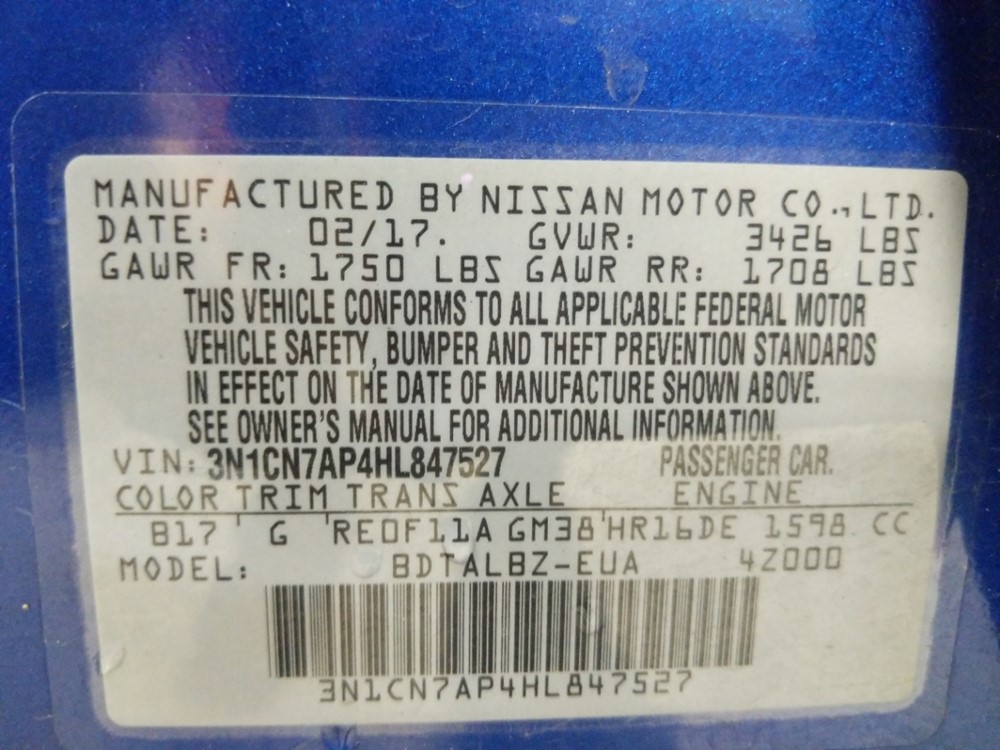 MANUFACTURED BY NISSAN MOTOR CO., LTD.
DATE: 02/17. GVWR: 3426 LBS
GAWR FR: 1750 LBS GAWR RR: 1708 LBS
THIS VEHICLE CONFORMS TO ALL APPLICABLE FEDERAL MOTOR
VEHICLE SAFETY, BUMPER AND THEFT PREVENTION STANDARDS
IN EFFECT ON THE DATE OF MANUFACTURE SHOWN ABOVE.
SEE OWNER'S MANUAL FOR ADDITIONAL INFORMATION.
VIN: 3N1CN7AP4HL847527 PASSENGER CAR.
COLOR TRIM TRANS AXLE ENGINE
B17 ' G 'RE0F11A GM38'HR16DE 1598 CC
MODEL: BDTALBZ-EUA 4Z000
3N1CN7AP4HL847527